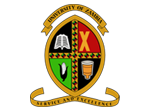 UNIVERSITY OF ZAMBIA
SERVICE AND EXCELLENCE